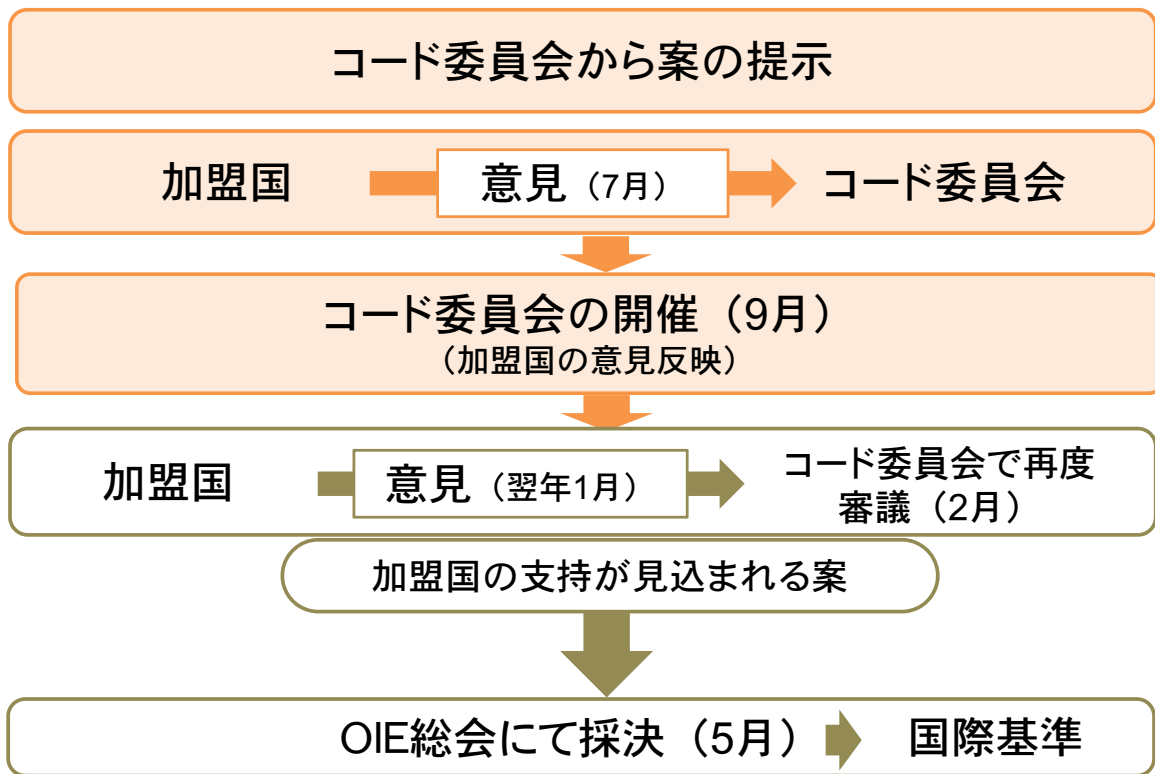 コード委員会から案の提示
加盟国 意見（7月） コード委員会
コード委員会の開催（9月）
（加盟国の意見反映）
加盟国 意見（翌年1月） コード委員会で再度
審議（2月）
加盟国の支持が見込まれる案
OIE総会にて採決（5月） 国際基準